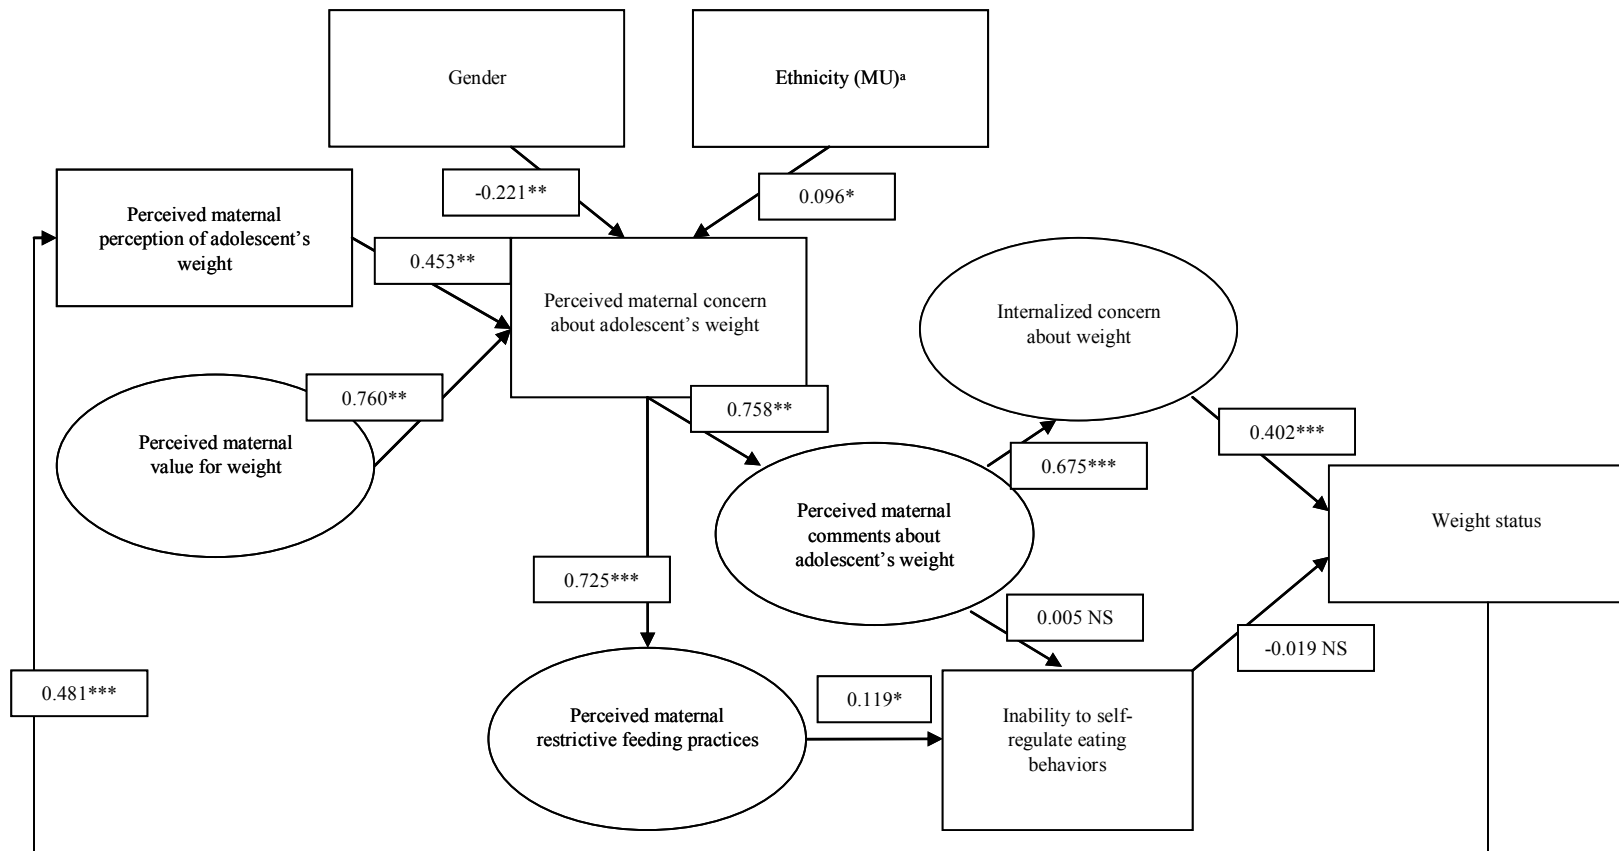 Gender
Ethnicity (MU)ᵃ
-0.221**
0.096*
Perceived maternal
perception of adolescent’s
weight
0.453**
Perceived maternal concern
about adolescent’s weight
Internalized concern
about weight
0.760**
0.758**
0.402***
Perceived maternal
value for weight
0.675***
Perceived maternal
comments about
adolescent’s weight
Weight status
0.725***
0.005 NS
-0.019 NS
0.481***
0.119*
Perceived maternal
restrictive feeding practices
Inability to self-
regulate eating
behaviors